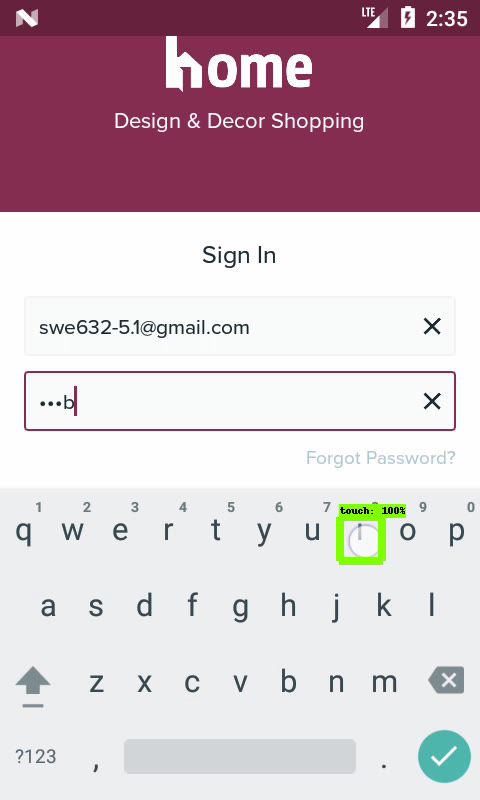 LTE 2:35
home
Design & Decor Shopping
Sign In
swe632-5.1@gmail.com
•••b
Forgot Password?
1 2 3 4 5 6 7 touch: 100% 9 0
q w e r t y u i o p
a s d f g h j k l
z x c v b n m
?123 , .